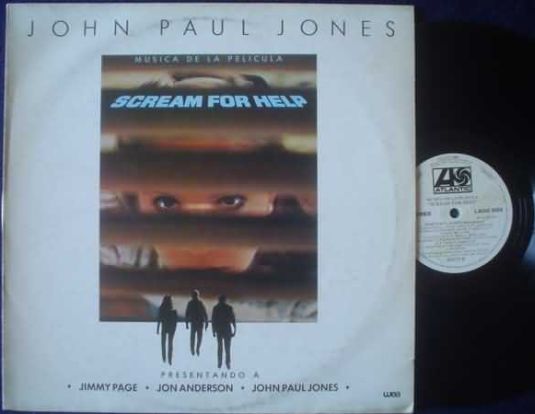 JOHN PAUL JONES
MUSICA DE LA PELICULA
SCREAM FOR HELP
PRESENTANDO A
• JIMMY PAGE • JON ANDERSON • JOHN PAUL JONES •
wea
ATLANTIC